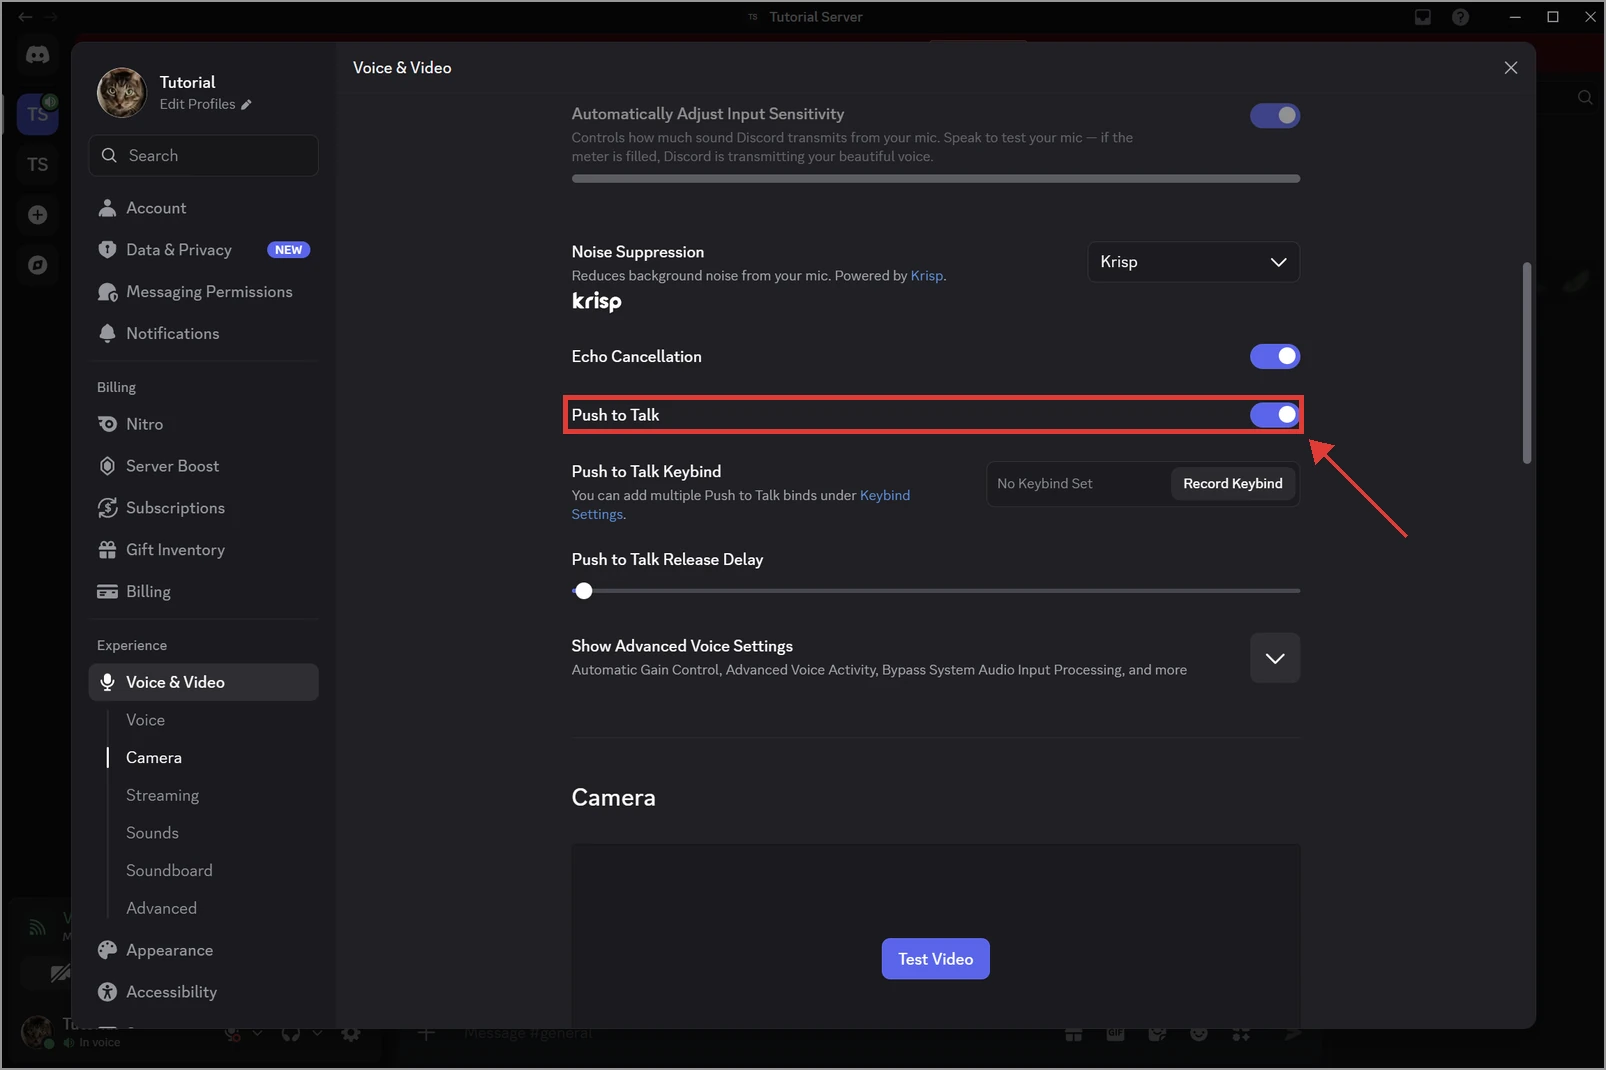 TS Tutorial Server
TS
TS
Tutorial
Edit Profiles
Search
Account
Data & Privacy NEW
Messaging Permissions
Notifications
Billing
Nitro
Server Boost
Subscriptions
Gift Inventory
Billing
Experience
Voice & Video
Voice
Camera
Streaming
Sounds
Soundboard
Advanced
Appearance
Accessibility
Voice & Video
Automatically Adjust Input Sensitivity
Controls how much sound Discord transmits from your mic. Speak to test your mic — if the
meter is filled, Discord is transmitting your beautiful voice.
Noise Suppression
Reduces background noise from your mic. Powered by Krisp.
krisp
Krisp
Echo Cancellation
Push to Talk
Push to Talk Keybind
You can add multiple Push to Talk binds under Keybind
Settings.
No Keybind Set
Record Keybind
Push to Talk Release Delay
Show Advanced Voice Settings
Automatic Gain Control, Advanced Voice Activity, Bypass System Audio Input Processing, and more
Camera
Test Video
In voice
Message #general
GIF